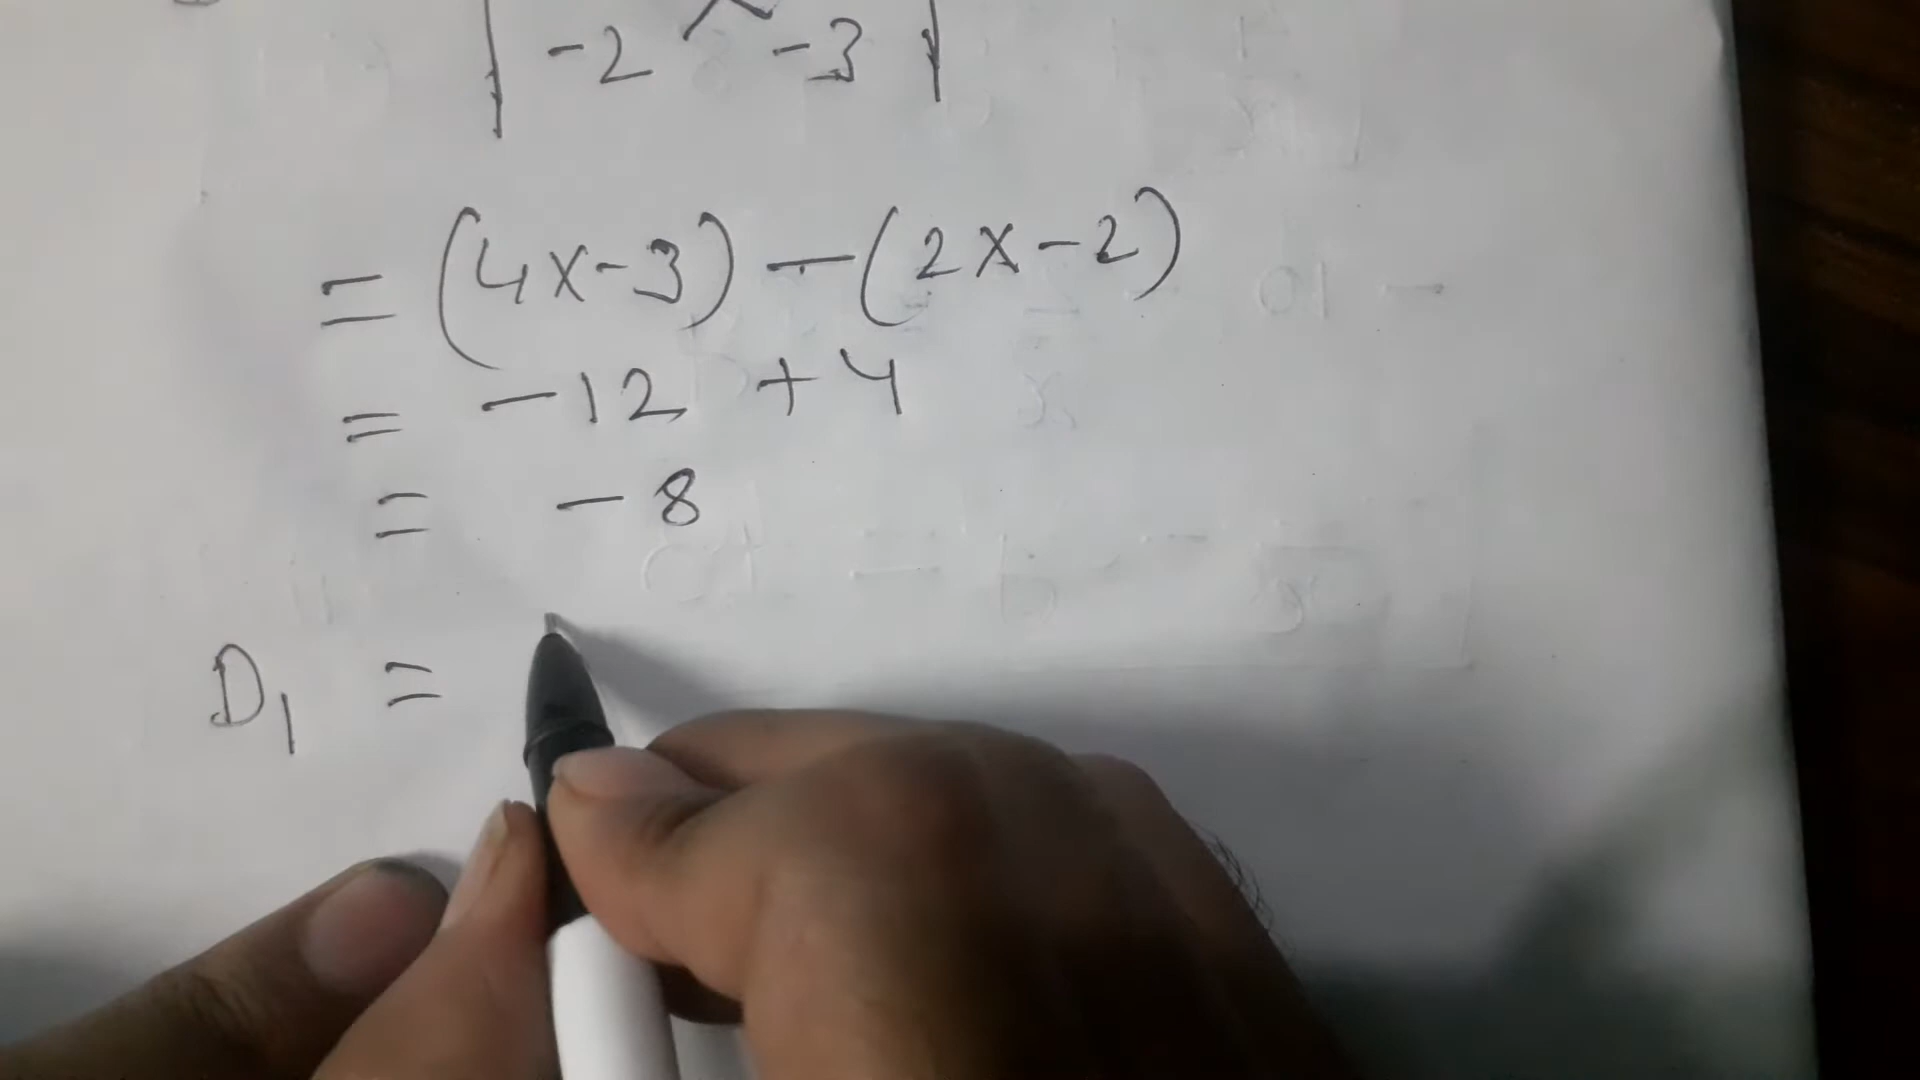 | -2 -3 |
= (4x-3) - (2x-2)
= -12 + 4
= -8
D1 =